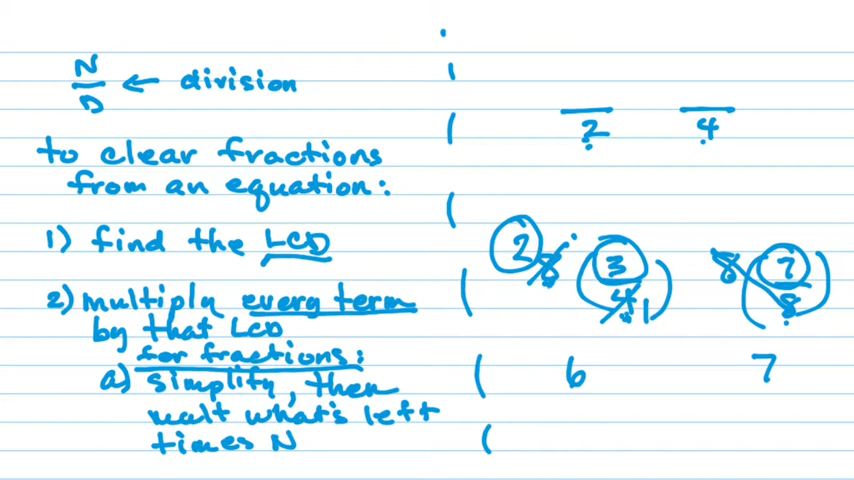 N
D ← division
to clear fractions
from an equation:
1) find the LCD
2) multiply every term
by that LCD
for fractions:
a) simplify, then
mult what's left
times N
2 4
2 8 ( 3 ) 8 ( 7 )
4 1 8
6 7